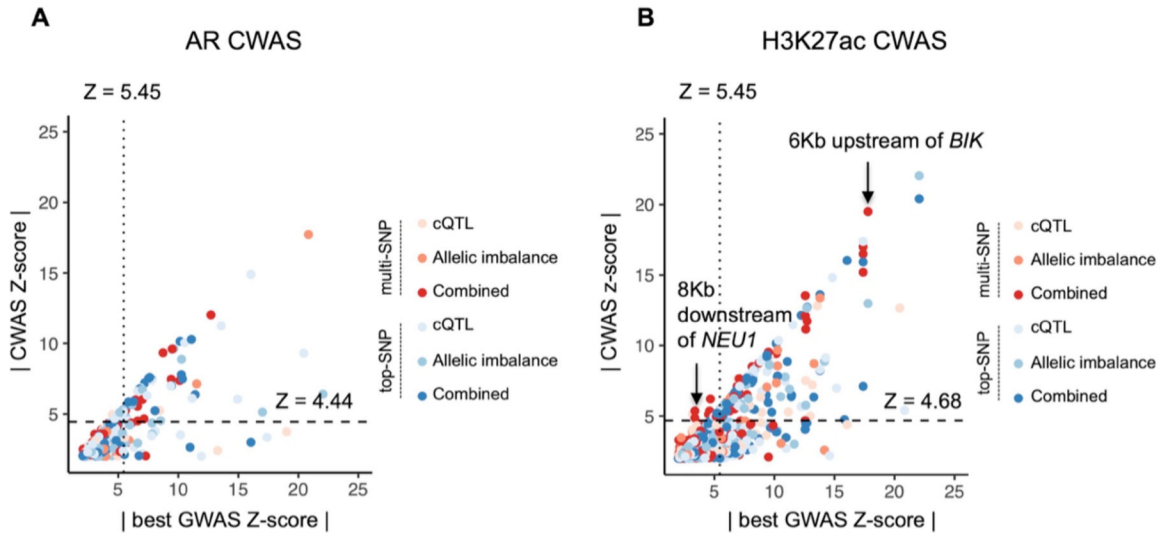 A
AR CWAS
Z = 5.45
| CWAS Z-score |
25
20
15
10
5
Z = 4.44
5
10
15
20
25
| best GWAS Z-score |
multi-SNP
cQTL
Allelic imbalance
Combined
top-SNP
cQTL
Allelic imbalance
Combined
B
H3K27ac CWAS
Z = 5.45
| CWAS z-score |
25
20
15
10
5
6Kb upstream of BIK
8Kb
downstream
of NEU1
Z = 4.68
5
10
15
20
25
| best GWAS Z-score |
multi-SNP
cQTL
Allelic imbalance
Combined
top-SNP
cQTL
Allelic imbalance
Combined